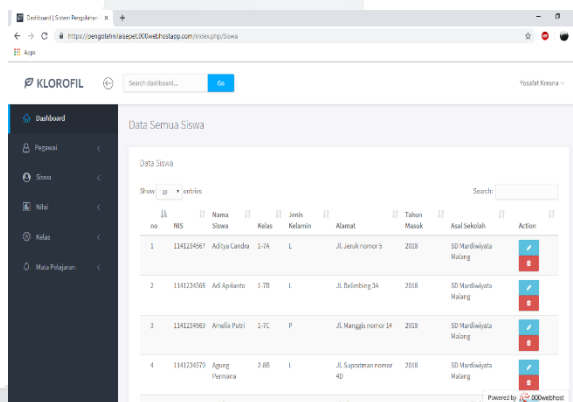 Dashboard | Sistem Pengolahan
https://pengolahnilaisepet.000webhostapp.com/index.php/Siswa
Apps
KLOROFIL
Search dashboard...
Go
Yosafat Kresna
Dashboard
Pegawai
Siswa
Nilai
Kelas
Mata Pelajaran
Data Semua Siswa
Data Siswa
Show 10 entries
Search:
no NIS Nama Siswa Kelas Jenis Kelamin Alamat Tahun Masuk Asal Sekolah Action
1 1141234567 Aditya Candra 1-7A L Jl. Jeruk nomor 5 2018 SD Mardiwiyata Malang
2 1141234568 Adi Aprianto 1-7B L Jl. Belimbing 3A 2018 SD Mardiwiyata Malang
3 1141234569 Amelia Putri 1-7C P Jl. Manggis nomor 14 2018 SD Mardiwiyata Malang
4 1141234570 Agung Permana 2-8B L Jl. Supratman nomor 4D 2018 SD Mardiwiyata Malang
Powered by 000webhost